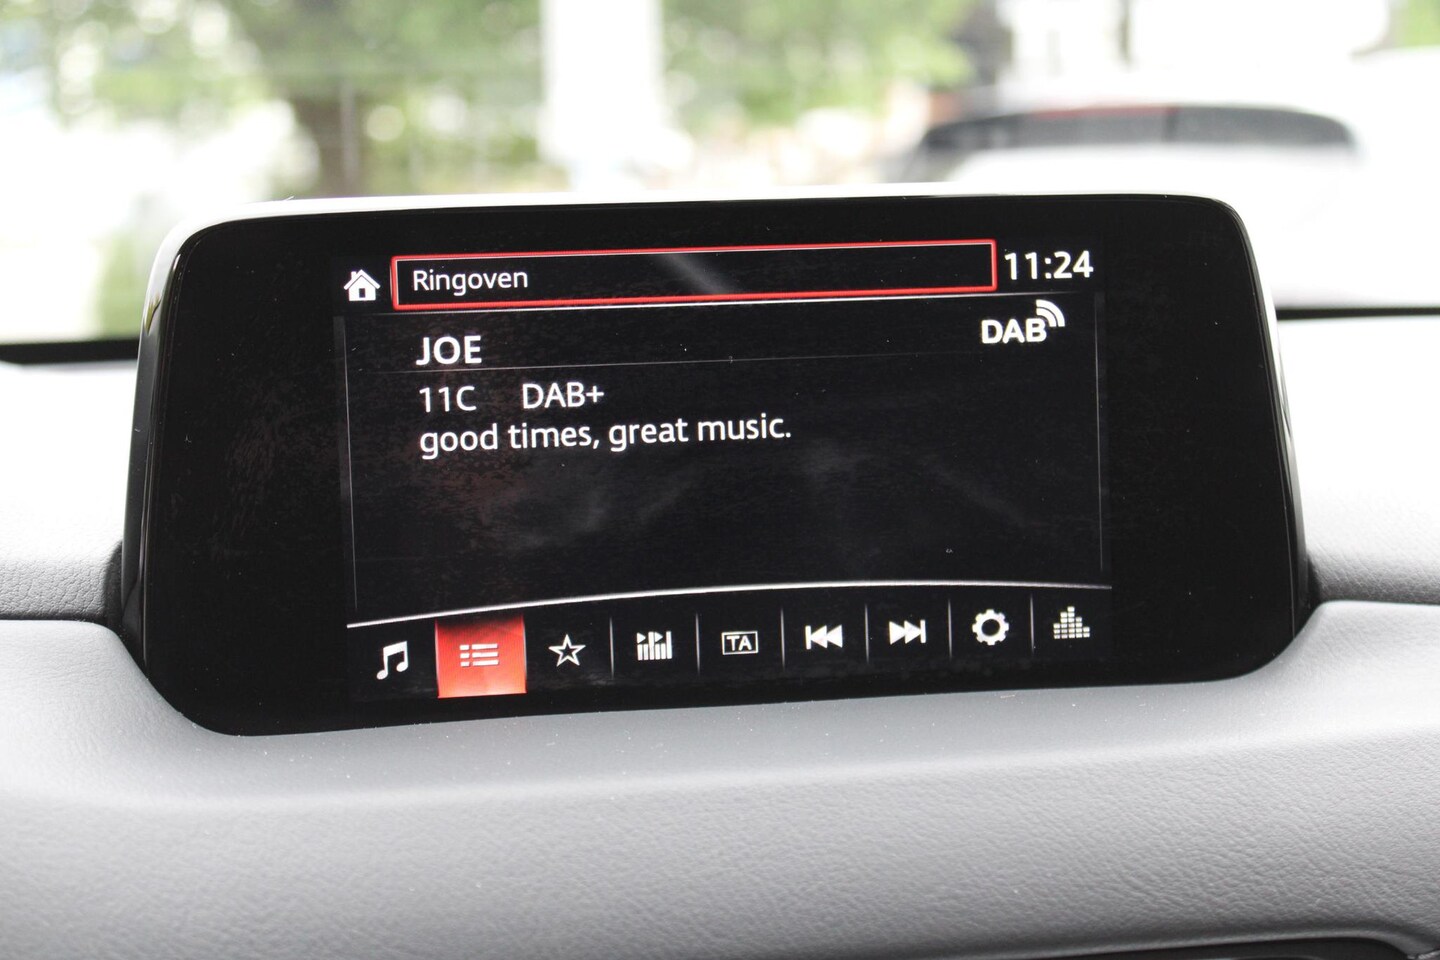 Ringoven 11:24
JOE DAB
11C DAB+
good times, great music.
TA